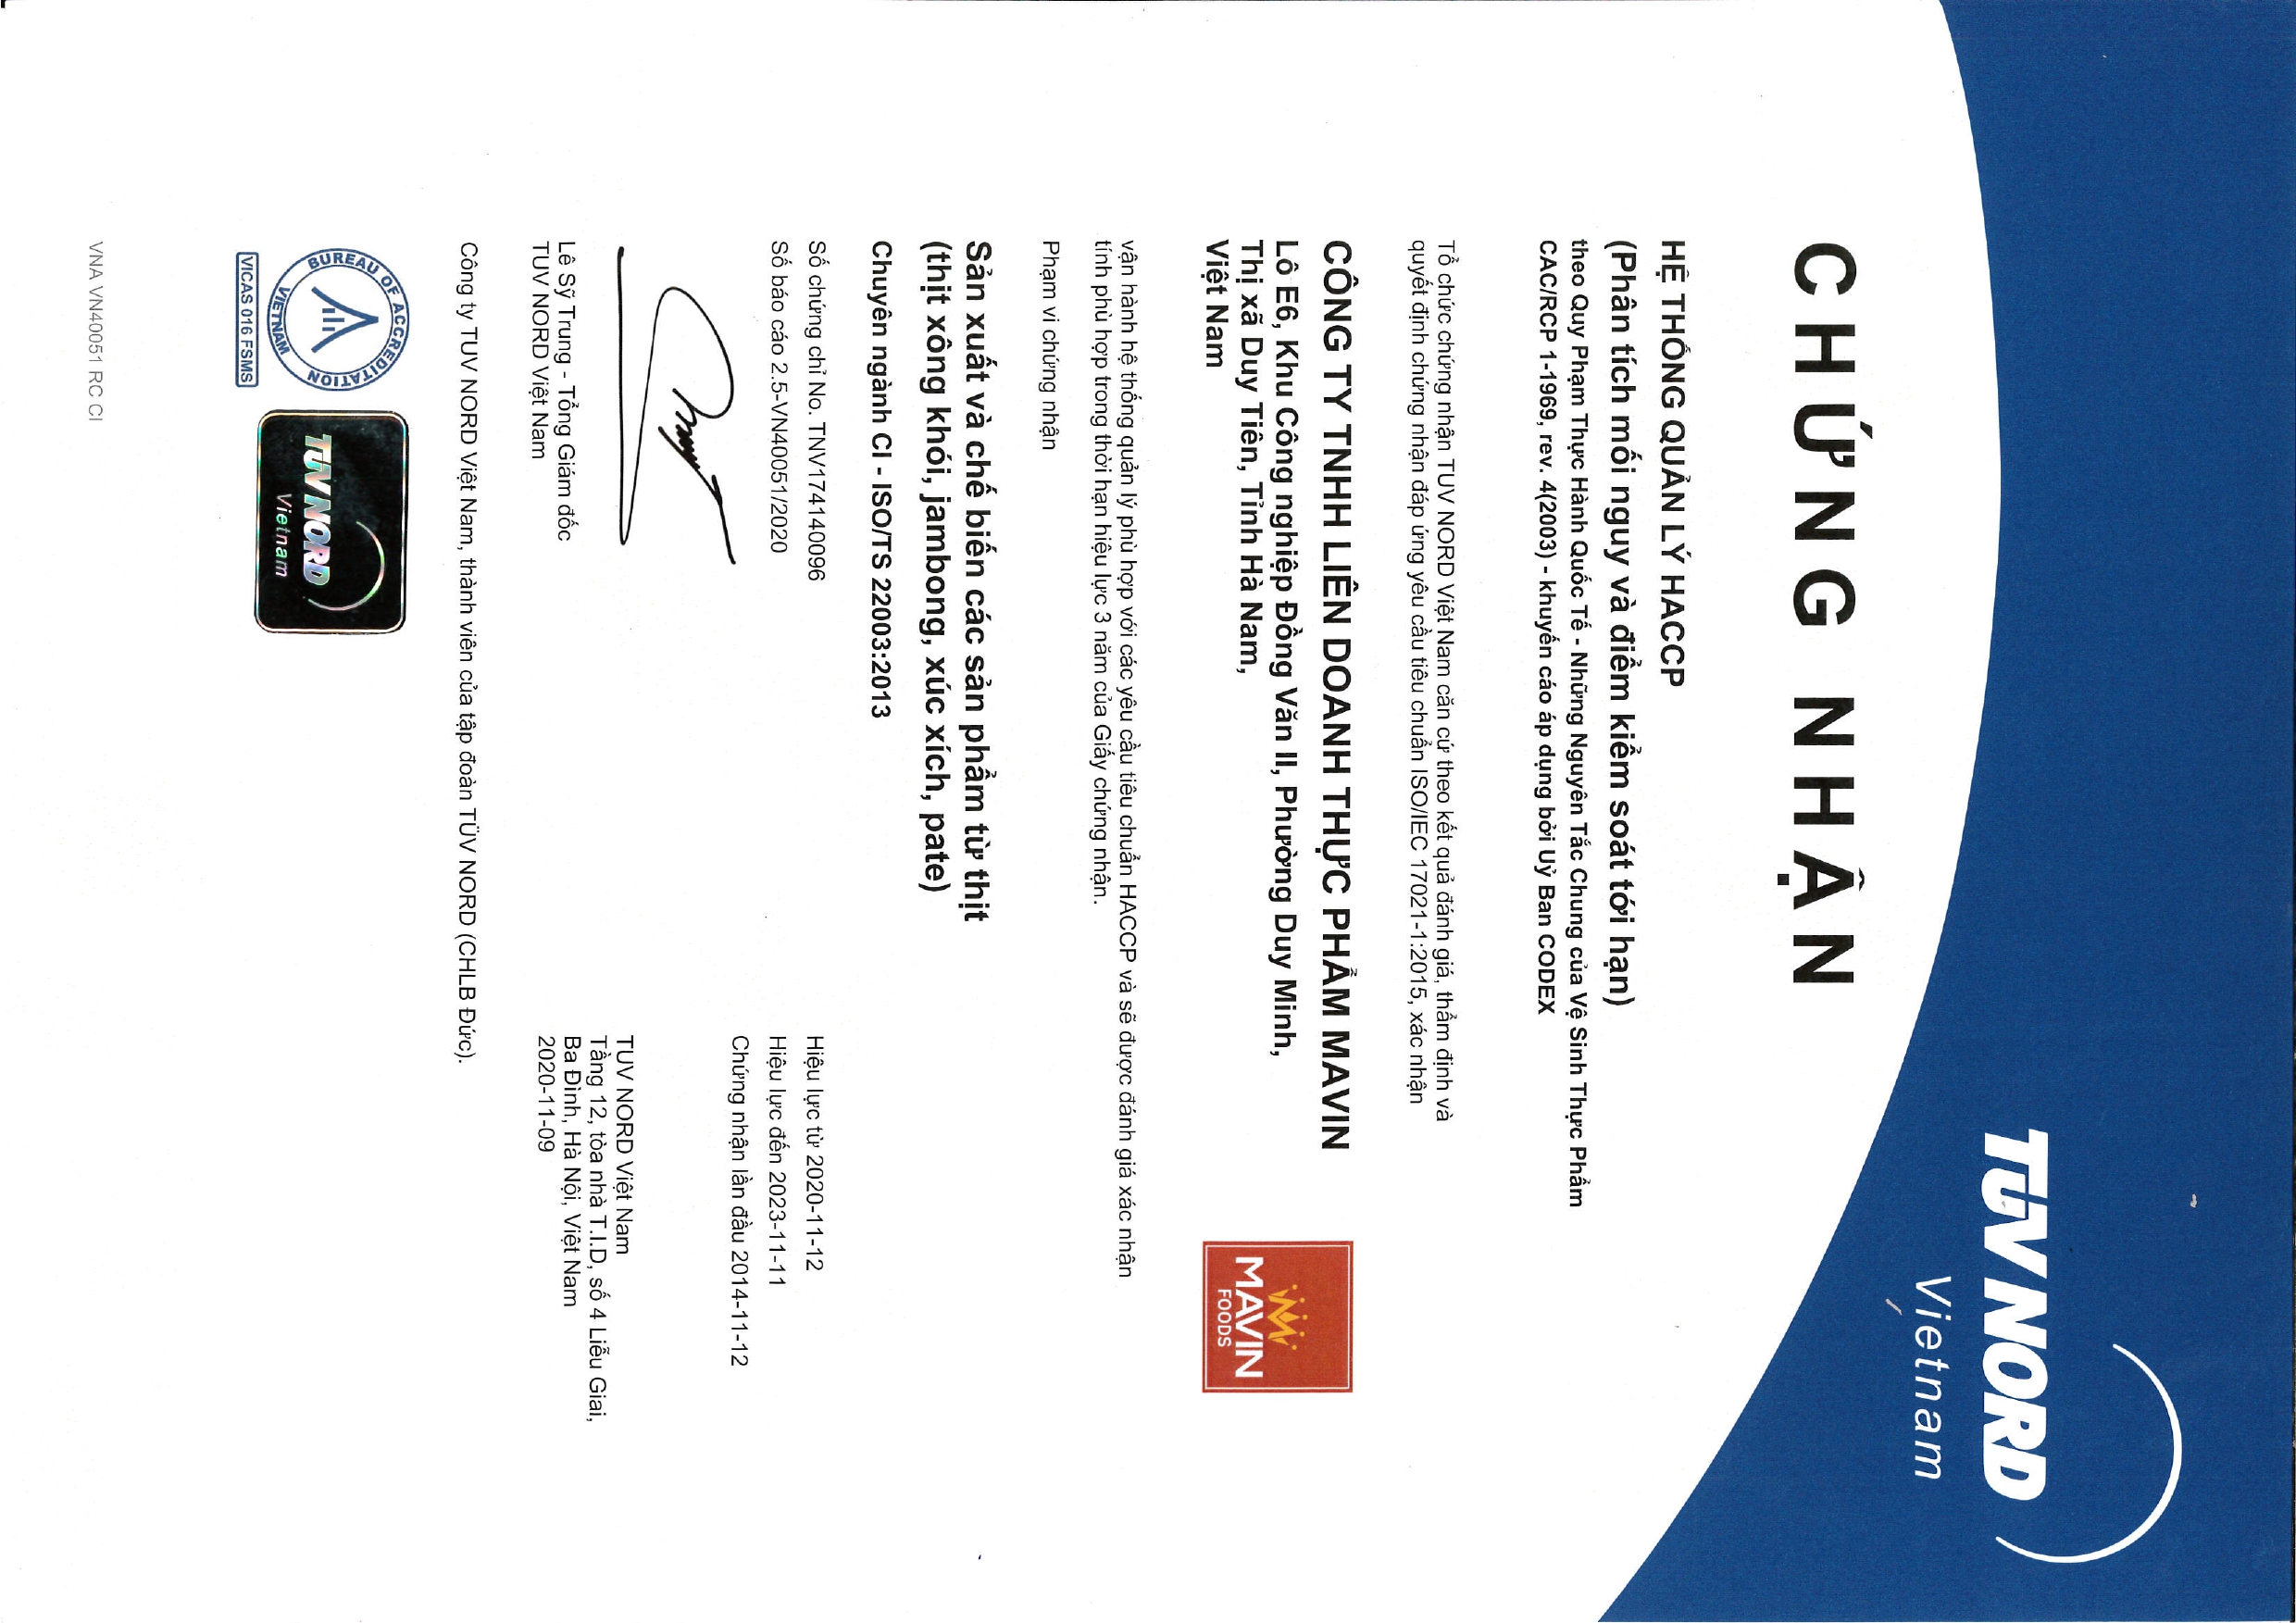 TÜV NORD
Vietnam
CHỨNG NHẬN
HỆ THỐNG QUẢN LÝ HACCP
(Phân tích mối nguy và điểm kiểm soát tới hạn)
theo Quy Phạm Thực Hành Quốc Tế - Những Nguyên Tắc Chung của Vệ Sinh Thực Phẩm
CAC/RCP 1-1969, rev. 4(2003) - khuyến cáo áp dụng bởi Uỷ Ban CODEX
Tổ chức chứng nhận TUV NORD Việt Nam căn cứ theo kết quả đánh giá, thẩm định và
quyết định chứng nhận đáp ứng yêu cầu tiêu chuẩn ISO/IEC 17021-1:2015, xác nhận
CÔNG TY TNHH LIÊN DOANH THỰC PHẨM MAVIN
Lô E6, Khu Công nghiệp Đồng Văn II, Phường Duy Minh,
Thị xã Duy Tiên, Tỉnh Hà Nam,
Việt Nam
MAVIN
FOODS
vận hành hệ thống quản lý phù hợp với các yêu cầu tiêu chuẩn HACCP và sẽ được đánh giá xác nhận
tính phù hợp trong thời hạn hiệu lực 3 năm của Giấy chứng nhận.
Phạm vi chứng nhận
Sản xuất và chế biến các sản phẩm từ thịt
(thịt xông khói, jambong, xúc xích, pate)
Chuyên ngành CI - ISO/TS 22003:2013
Số chứng chỉ No. TNV174140096
Số báo cáo 2.5-VN40051/2020
Hiệu lực từ 2020-11-12
Hiệu lực đến 2023-11-11
Chứng nhận lần đầu 2014-11-12
Lê Sỹ Trung - Tổng Giám đốc
TUV NORD Việt Nam
TUV NORD Việt Nam
Tầng 12, tòa nhà T.I.D, số 4 Liễu Giai,
Ba Đình, Hà Nội, Việt Nam
2020-11-09
Công ty TUV NORD Việt Nam, thành viên của tập đoàn TÜV NORD (CHLB Đức).
BUREAU OF ACCREDITATION
VIETNAM
VICAS 016 FSMS
TÜV NORD
Vietnam
VNA VN40051 RC CI